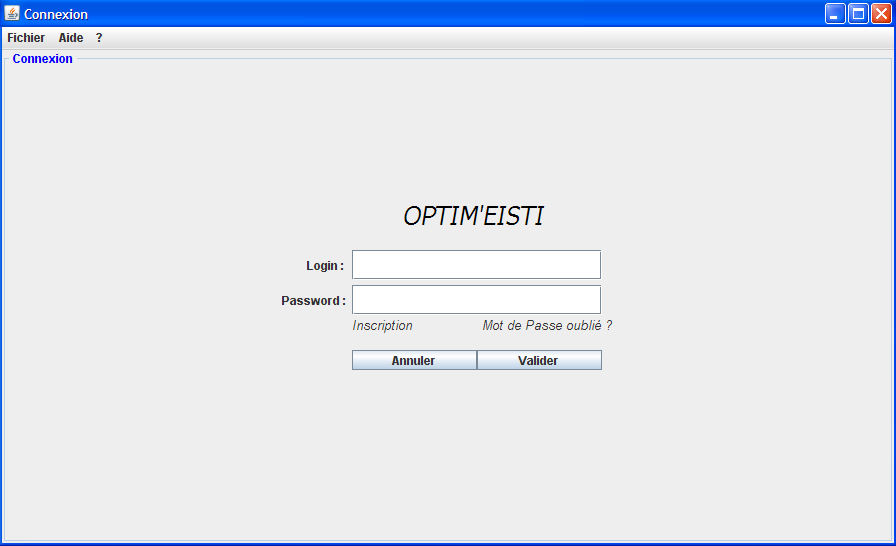 Connexion
Fichier Aide ?
Connexion
OPTIM'EISTI
Login :
Password :
Inscription Mot de Passe oublié ?
Annuler Valider